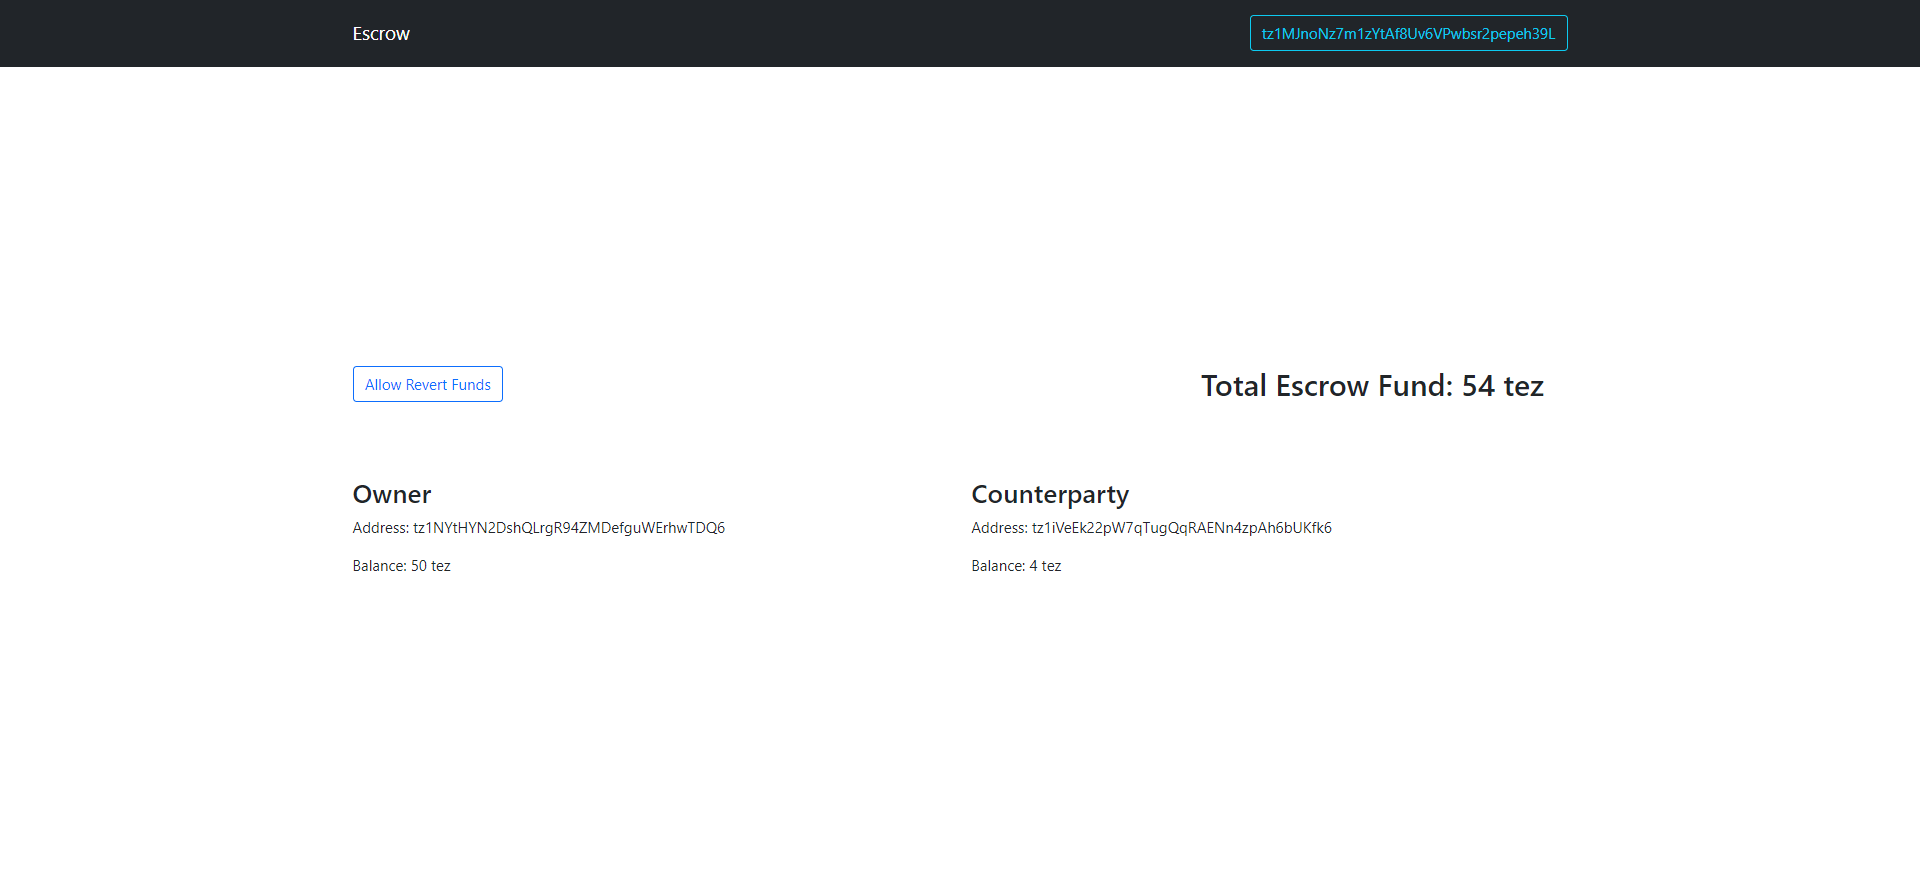 Escrow
tz1MJnoNz7m1zYtAf8Uv6VPwbsr2pepeh39L
Allow Revert Funds
Total Escrow Fund: 54 tez
Owner
Address: tz1NYtHYN2DshQLrgR94ZMDefguWErhwTDQ6
Balance: 50 tez
Counterparty
Address: tz1iVeEk22pW7qTugQqRAENn4zpAh6bUKfk6
Balance: 4 tez